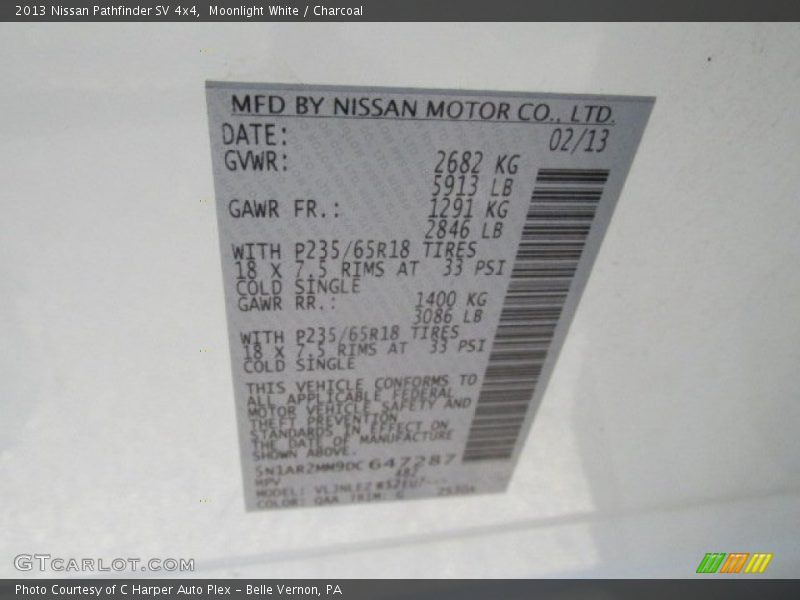 2013 Nissan Pathfinder SV 4x4,  Moonlight White / Charcoal
MFD BY NISSAN MOTOR CO., LTD.
DATE: 02/13
GVWR: 2682 KG
5913 LB
GAWR FR.: 1291 KG
2846 LB
WITH P235/65R18 TIRES
18 X 7.5 RIMS AT 33 PSI
COLD SINGLE
GAWR RR.: 1400 KG
3086 LB
WITH P235/65R18 TIRES
18 X 7.5 RIMS AT 33 PSI
COLD SINGLE
THIS VEHICLE CONFORMS TO
ALL APPLICABLE FEDERAL
MOTOR VEHICLE SAFETY AND
THEFT PREVENTION
STANDARDS IN EFFECT ON
THE DATE OF MANUFACTURE
SHOWN ABOVE.
5N1AR2MM9DC 647287
MPV
MODEL:
COLOR: QAA TRIM: G
GTCARLOT.COM
Photo Courtesy of C Harper Auto Plex – Belle Vernon, PA